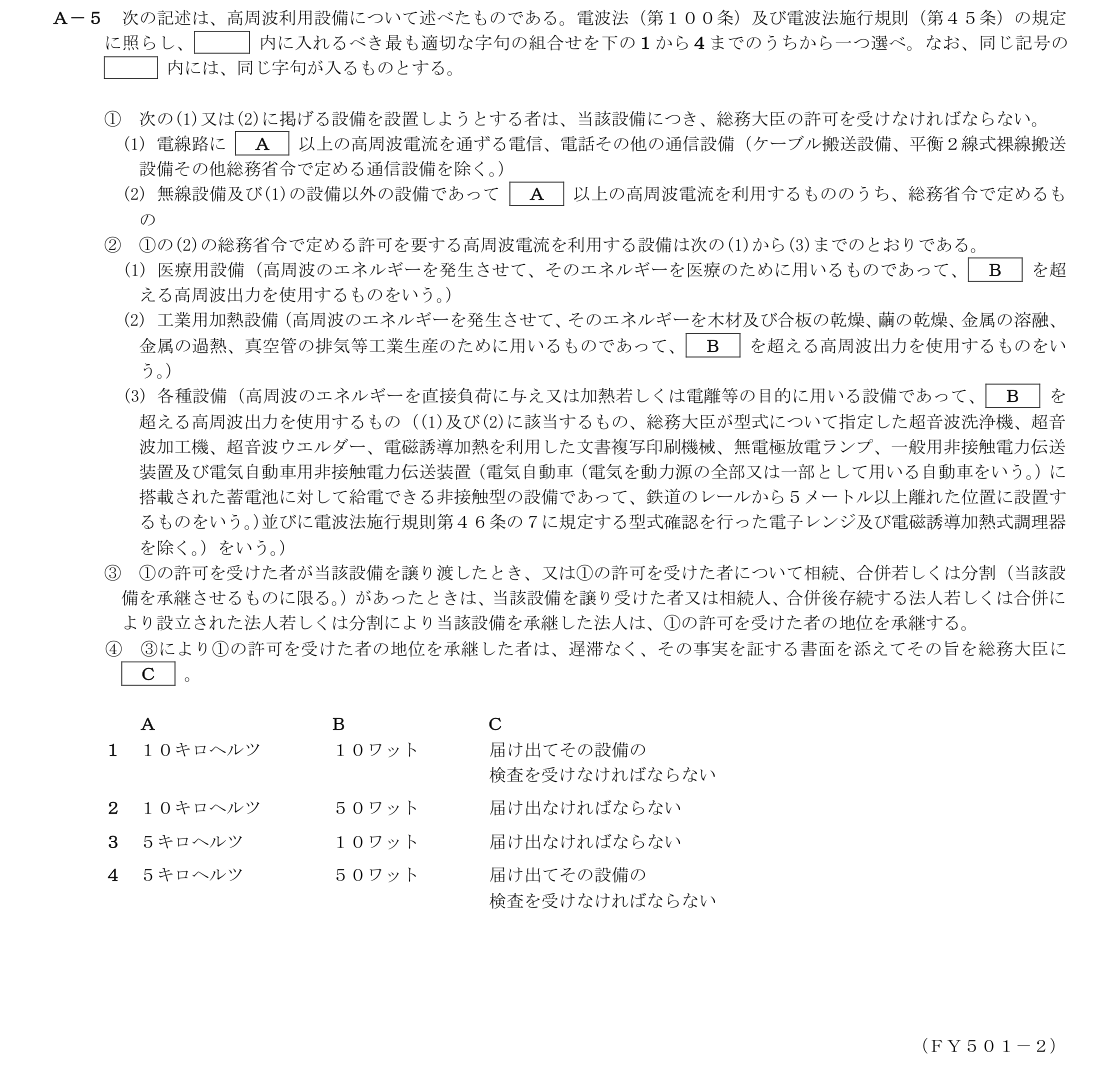 Ａ－５　次の記述は、高周波利用設備について述べたものである。電波法（第１００条）及び電波法施行規則（第４５条）の規定
に照らし、　　　内に入れるべき最も適切な字句の組合せを下の１から４までのうちから一つ選べ。なお、同じ記号の
　　　内には、同じ字句が入るものとする。
①　次の(1)又は(2)に掲げる設備を設置しようとする者は、当該設備につき、総務大臣の許可を受けなければならない。
(1) 電線路に A 以上の高周波電流を通ずる電信、電話その他の通信設備（ケーブル搬送設備、平衡２線式裸線搬送
設備その他総務省令で定める通信設備を除く。）
(2) 無線設備及び(1)の設備以外の設備であって A 以上の高周波電流を利用するもののうち、総務省令で定めるも
の
②　①の(2)の総務省令で定める許可を要する高周波電流を利用する設備は次の(1)から(3)までのとおりである。
(1) 医療用設備（高周波のエネルギーを発生させて、そのエネルギーを医療のために用いるものであって、 B を超
える高周波出力を使用するものをいう。）
(2) 工業用加熱設備（高周波のエネルギーを発生させて、そのエネルギーを木材及び合板の乾燥、繭の乾燥、金属の溶融、
金属の過熱、真空管の排気等工業生産のために用いるものであって、 B を超える高周波出力を使用するものをい
う。）
(3) 各種設備（高周波のエネルギーを直接負荷に与え又は加熱若しくは電離等の目的に用いる設備であって、 B を
超える高周波出力を使用するもの（(1)及び(2)に該当するもの、総務大臣が型式について指定した超音波洗浄機、超音
波加工機、超音波ウエルダー、電磁誘導加熱を利用した文書複写印刷機械、無電極放電ランプ、一般用非接触電力伝送
装置及び電気自動車用非接触電力伝送装置（電気自動車（電気を動力源の全部又は一部として用いる自動車をいう。）に
搭載された蓄電池に対して給電できる非接触型の設備であって、鉄道のレールから５メートル以上離れた位置に設置す
るものをいう。）並びに電波法施行規則第４６条の７に規定する型式確認を行った電子レンジ及び電磁誘導加熱式調理器
を除く。）をいう。）
③　①の許可を受けた者が当該設備を譲り渡したとき、又は①の許可を受けた者について相続、合併若しくは分割（当該設
備を承継させるものに限る。）があったときは、当該設備を譲り受けた者又は相続人、合併後存続する法人若しくは合併に
より設立された法人若しくは分割により当該設備を承継した法人は、①の許可を受けた者の地位を承継する。
④　③により①の許可を受けた者の地位を承継した者は、遅滞なく、その事実を証する書面を添えてその旨を総務大臣に
C 。
A　B　C
1　１０キロヘルツ　１０ワット　届け出てその設備の
検査を受けなければならない
2　１０キロヘルツ　５０ワット　届け出なければならない
3　５キロヘルツ　１０ワット　届け出なければならない
4　５キロヘルツ　５０ワット　届け出てその設備の
検査を受けなければならない
（ＦＹ５０１－２）